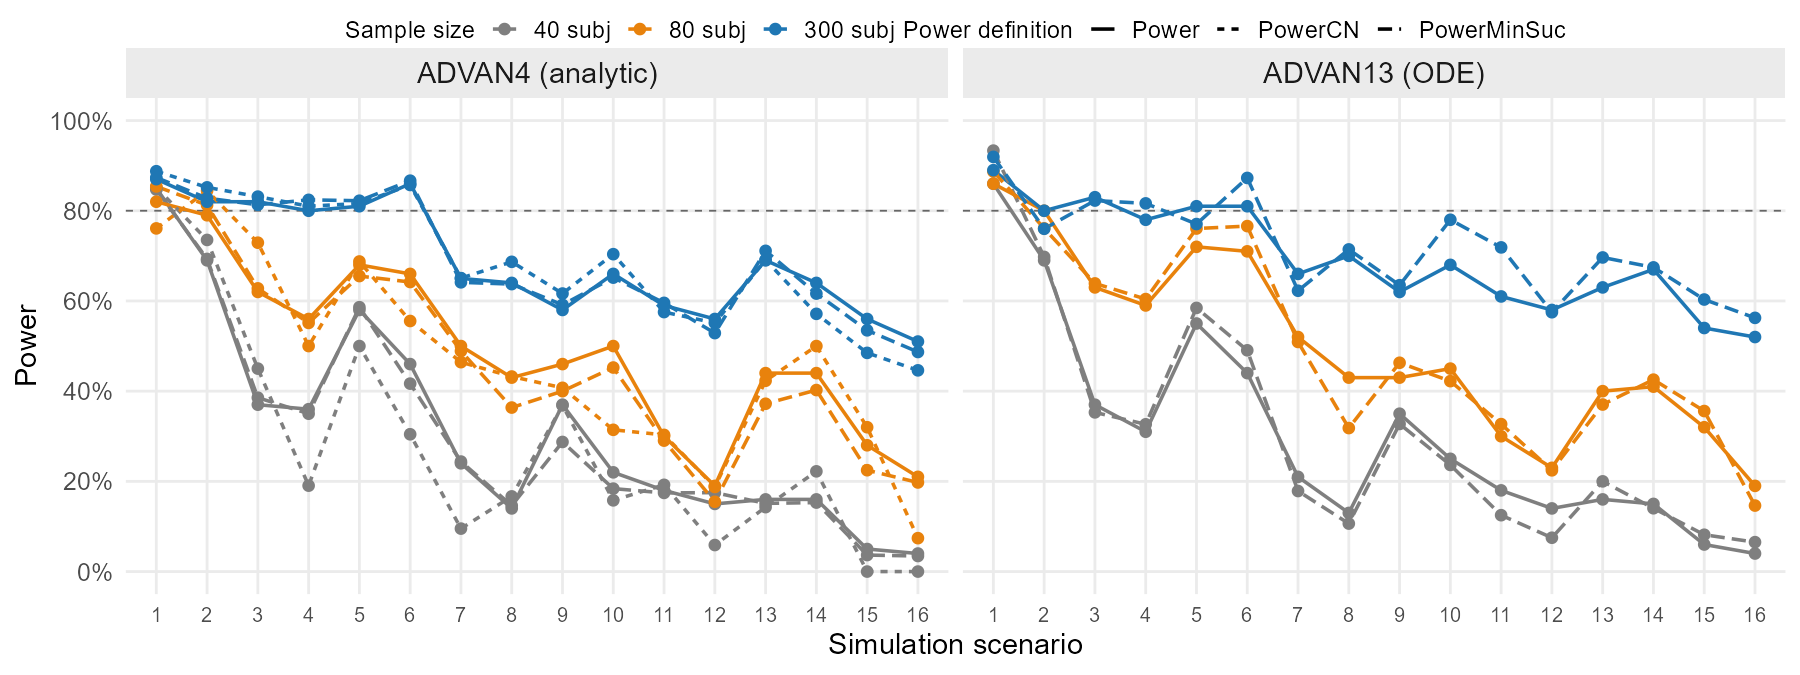 Sample size 40 subj 80 subj 300 subj Power definition Power PowerCN PowerMinSuc
ADVAN4 (analytic) ADVAN13 (ODE)
100%
80%
60%
40%
20%
0%
Power
1 2 3 4 5 6 7 8 9 10 11 12 13 14 15 16 1 2 3 4 5 6 7 8 9 10 11 12 13 14 15 16
Simulation scenario